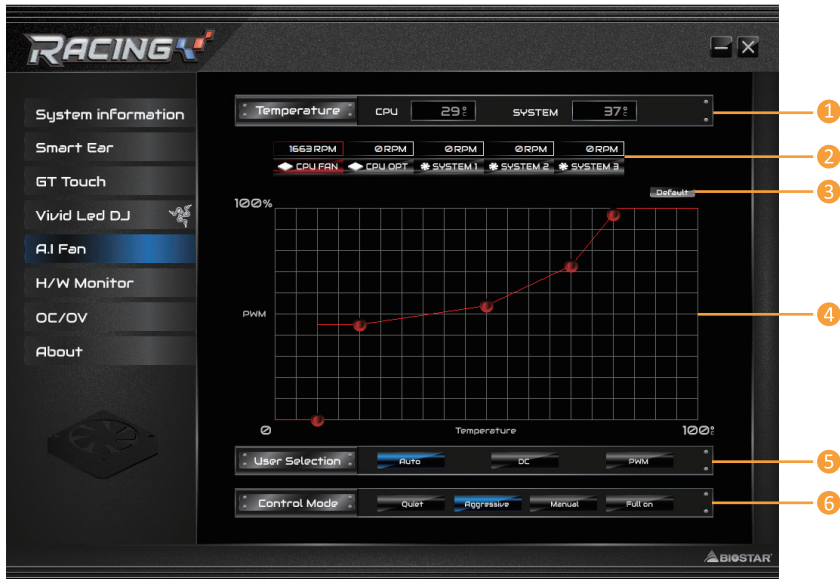 RACING
System information
Smart Ear
GT Touch
Vivid Led DJ
A.I Fan
H/W Monitor
OC/OV
About
Temperature CPU 29°C SYSTEM 37°C 1
1663 RPM 0 RPM 0 RPM 0 RPM 0 RPM 2
CPU FAN CPU OPT SYSTEM 1 SYSTEM 2 SYSTEM 3
Default 3
100%
PWM 4
0 Temperature 100°C
User Selection Auto DC PWM 5
Control Mode Quiet Aggressive Manual Full on 6
BIOSTAR